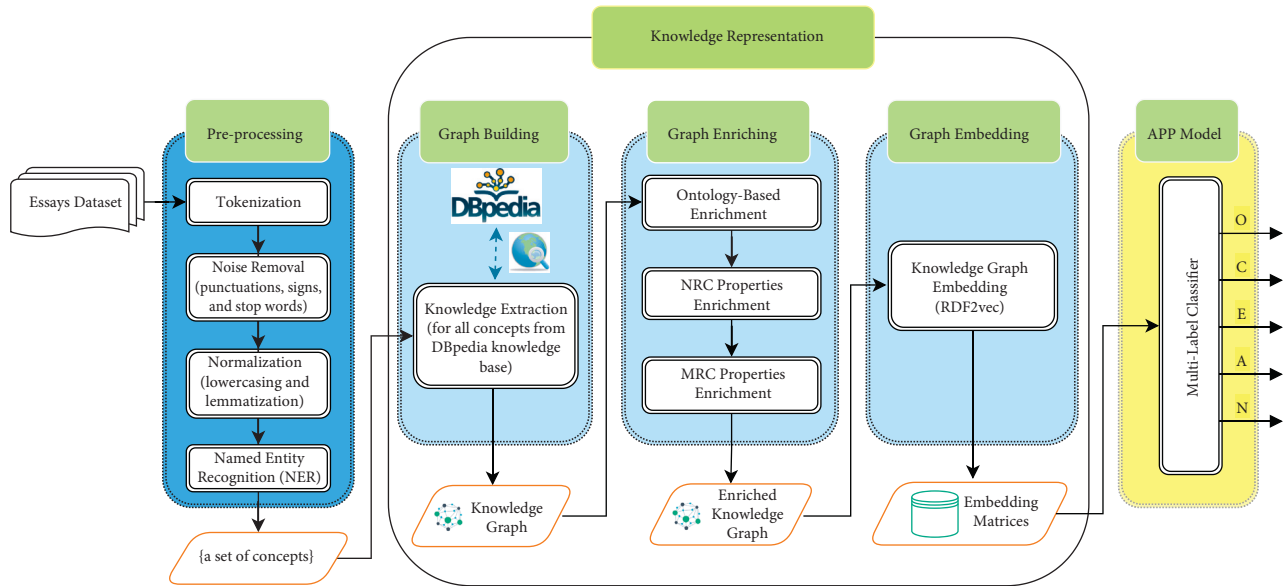 Knowledge Representation
Pre-processing
Graph Building
Graph Enriching
Graph Embedding
APP Model
Essays Dataset
Tokenization
Noise Removal
(punctuations, signs,
and stop words)
Normalization
(lowercasing and
lemmatization)
Named Entity
Recognition (NER)
{a set of concepts}
DBpedia
Knowledge Extraction
(for all concepts from
DBpedia knowledge
base)
Knowledge
Graph
Ontology-Based
Enrichment
NRC Properties
Enrichment
MRC Properties
Enrichment
Enriched
Knowledge
Graph
Knowledge Graph
Embedding
(RDF2vec)
Embedding
Matrices
Multi-Label Classifier
O
C
E
A
N